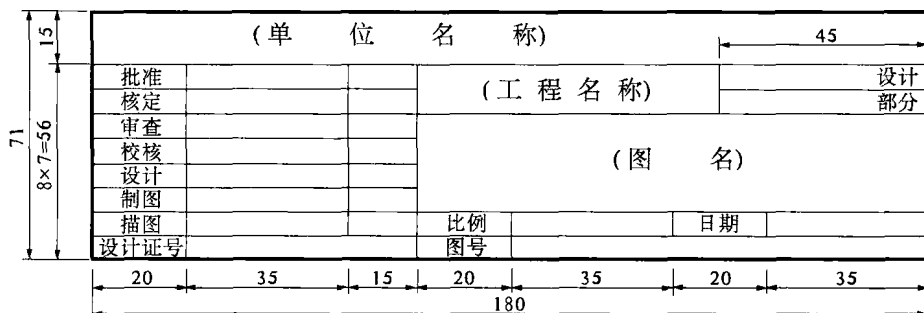 (单 位 名 称)
45
15
批准
(工 程 名 称)
设计
核定
部分
审查
71
8×7=56
校核
(图 名)
设计
制图
描图
比例
日期
设计证号
图号
20 35 15 20 35 20 35
180